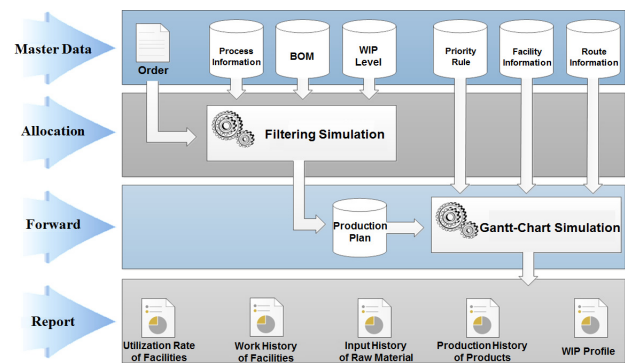 Master Data
Order
Process
Information
BOM
WIP
Level
Priority
Rule
Facility
Information
Route
Information
Allocation
Filtering Simulation
Forward
Production
Plan
Gantt-Chart Simulation
Report
Utilization Rate
of Facilities
Work History
of Facilities
Input History
of Raw Material
Production History
of Products
WIP Profile